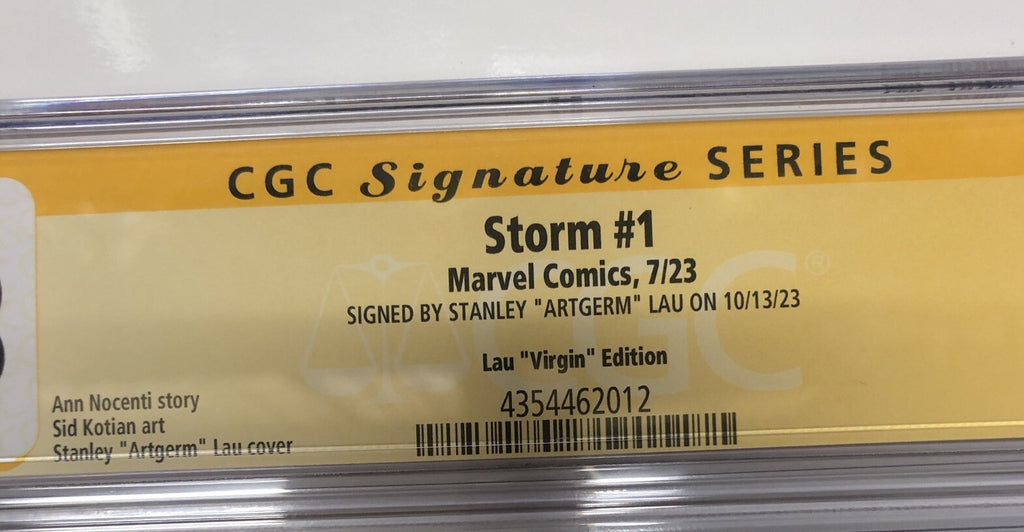 CGC Signature SERIES
Storm #1
Marvel Comics, 7/23
SIGNED BY STANLEY "ARTGERM" LAU ON 10/13/23
Lau "Virgin" Edition
4354462012
Ann Nocenti story
Sid Kotian art
Stanley "Artgerm" Lau cover
CGC®